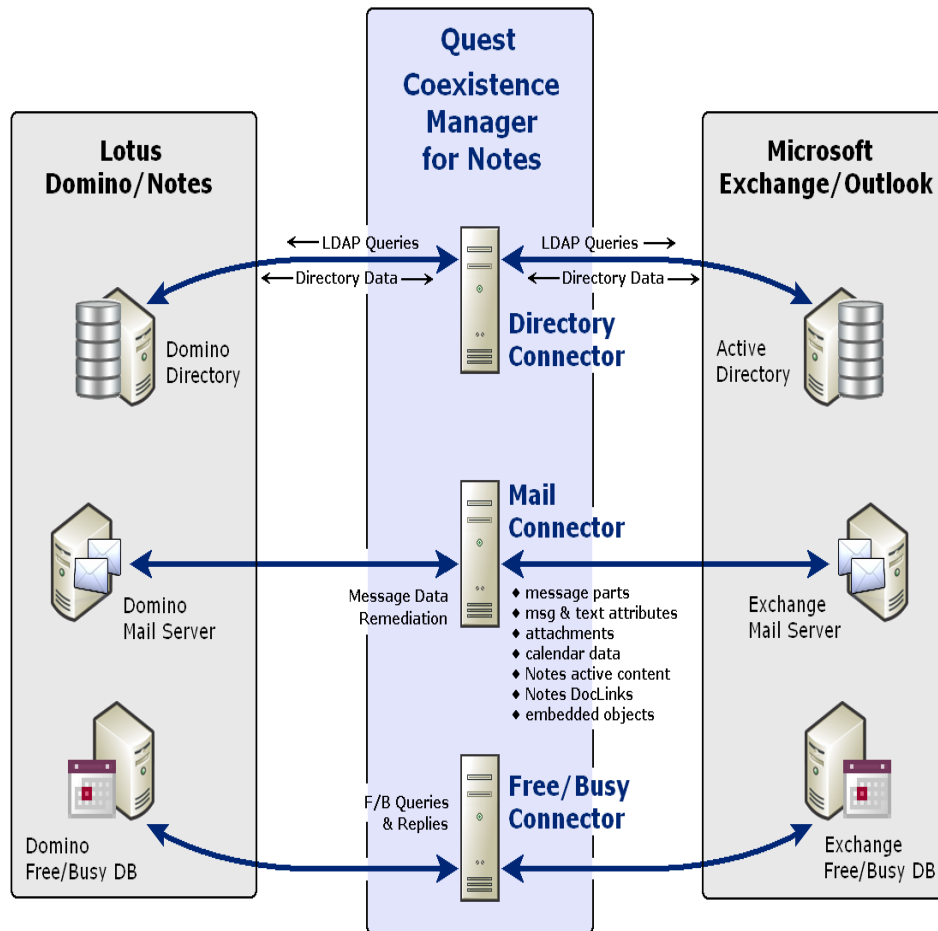 Quest
Coexistence
Manager
for Notes
Lotus
Domino/Notes
Microsoft
Exchange/Outlook
LDAP Queries
Directory Data
LDAP Queries
Directory Data
Directory
Connector
Domino
Directory
Active
Directory
Mail
Connector
Message Data
Remediation
♦ message parts
♦ msg & text attributes
♦ attachments
♦ calendar data
♦ Notes active content
♦ Notes DocLinks
♦ embedded objects
Domino
Mail Server
Exchange
Mail Server
F/B Queries
& Replies
Free/Busy
Connector
Domino
Free/Busy DB
Exchange
Free/Busy DB